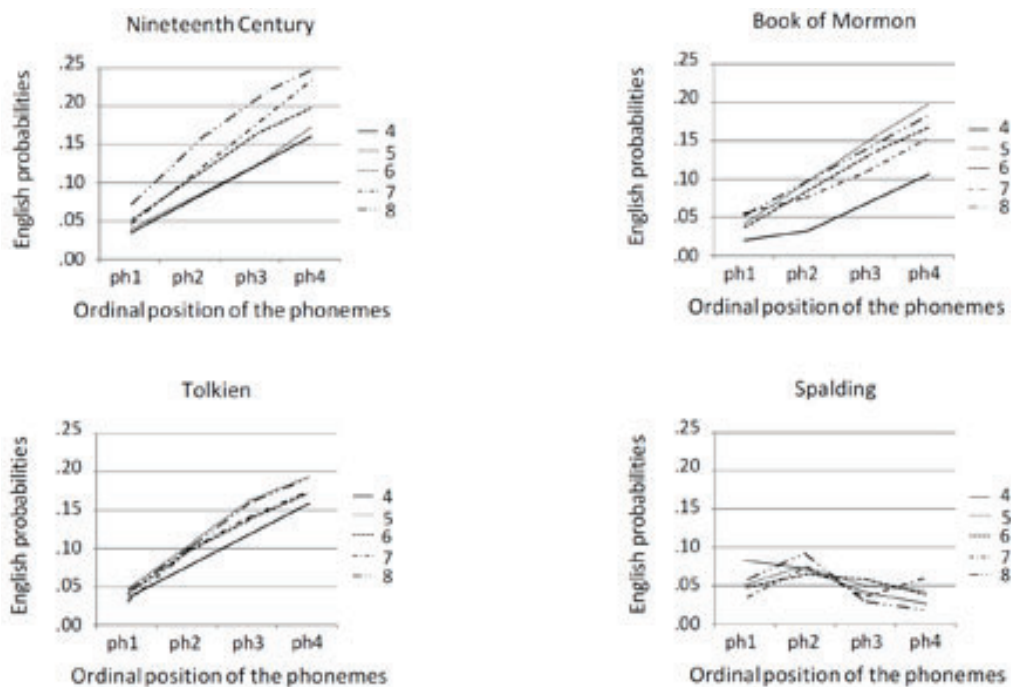 Nineteenth Century
English probabilities
.25
.20
.15
.10
.05
.00
ph1 ph2 ph3 ph4
Ordinal position of the phonemes
4
5
6
7
8
Book of Mormon
English probabilities
.25
.20
.15
.10
.05
.00
ph1 ph2 ph3 ph4
Ordinal position of the phonemes
4
5
6
7
8
Tolkien
English probabilities
.25
.20
.15
.10
.05
.00
ph1 ph2 ph3 ph4
Ordinal position of the phonemes
4
5
6
7
8
Spalding
English probabilities
.25
.20
.15
.10
.05
.00
ph1 ph2 ph3 ph4
Ordinal position of the phonemes
4
5
6
7
8